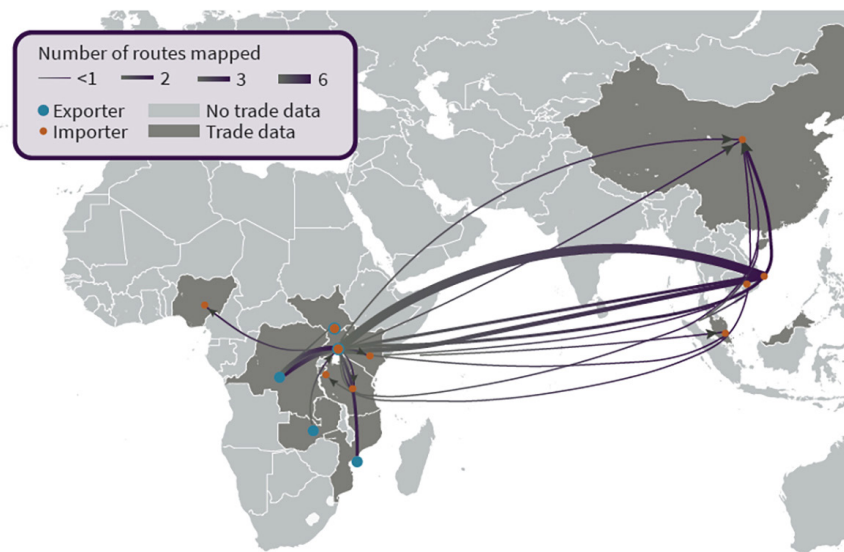 Number of routes mapped
<1 2 3 6
Exporter No trade data
Importer Trade data